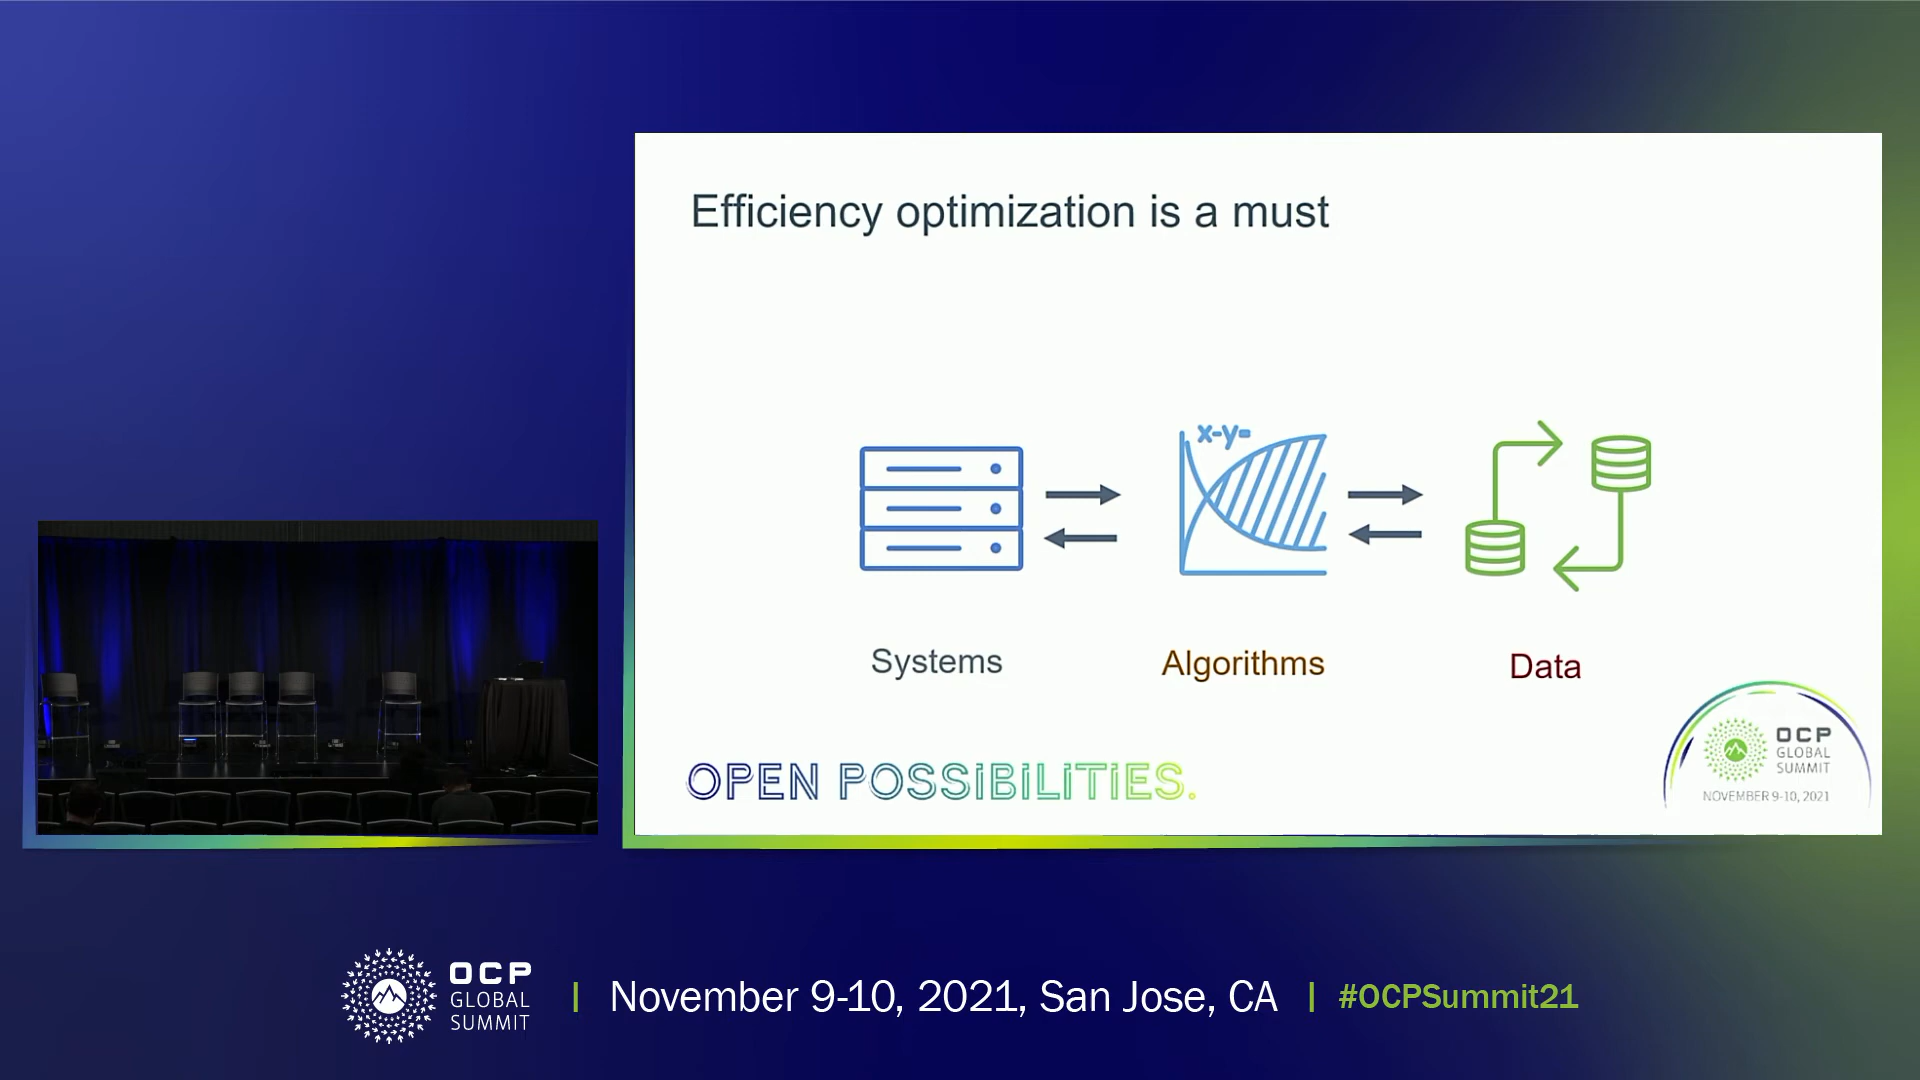 Efficiency optimization is a must
x-y=
Systems
Algorithms
Data
OPEN POSSIBILITIES.
OCP
GLOBAL
SUMMIT
NOVEMBER 9-10, 2021
OCP
GLOBAL
SUMMIT
November 9-10, 2021, San Jose, CA
#OCPSummit21